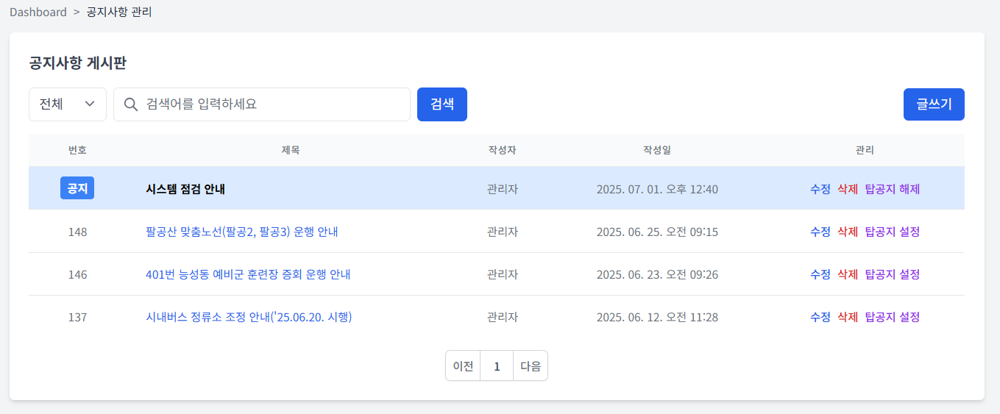 Dashboard > 공지사항 관리
공지사항 게시판
전체 검색어를 입력하세요 검색 글쓰기
번호 제목 작성자 작성일 관리
공지 시스템 점검 안내 관리자 2025. 07. 01. 오후 12:40 수정 삭제 탑공지 해제
148 팔공산 맞춤노선(팔공2, 팔공3) 운행 안내 관리자 2025. 06. 25. 오전 09:15 수정 삭제 탑공지 설정
146 401번 능성동 예비군 훈련장 증회 운행 안내 관리자 2025. 06. 23. 오전 09:26 수정 삭제 탑공지 설정
137 시내버스 정류소 조정 안내('25.06.20. 시행) 관리자 2025. 06. 12. 오전 11:28 수정 삭제 탑공지 설정
이전 1 다음